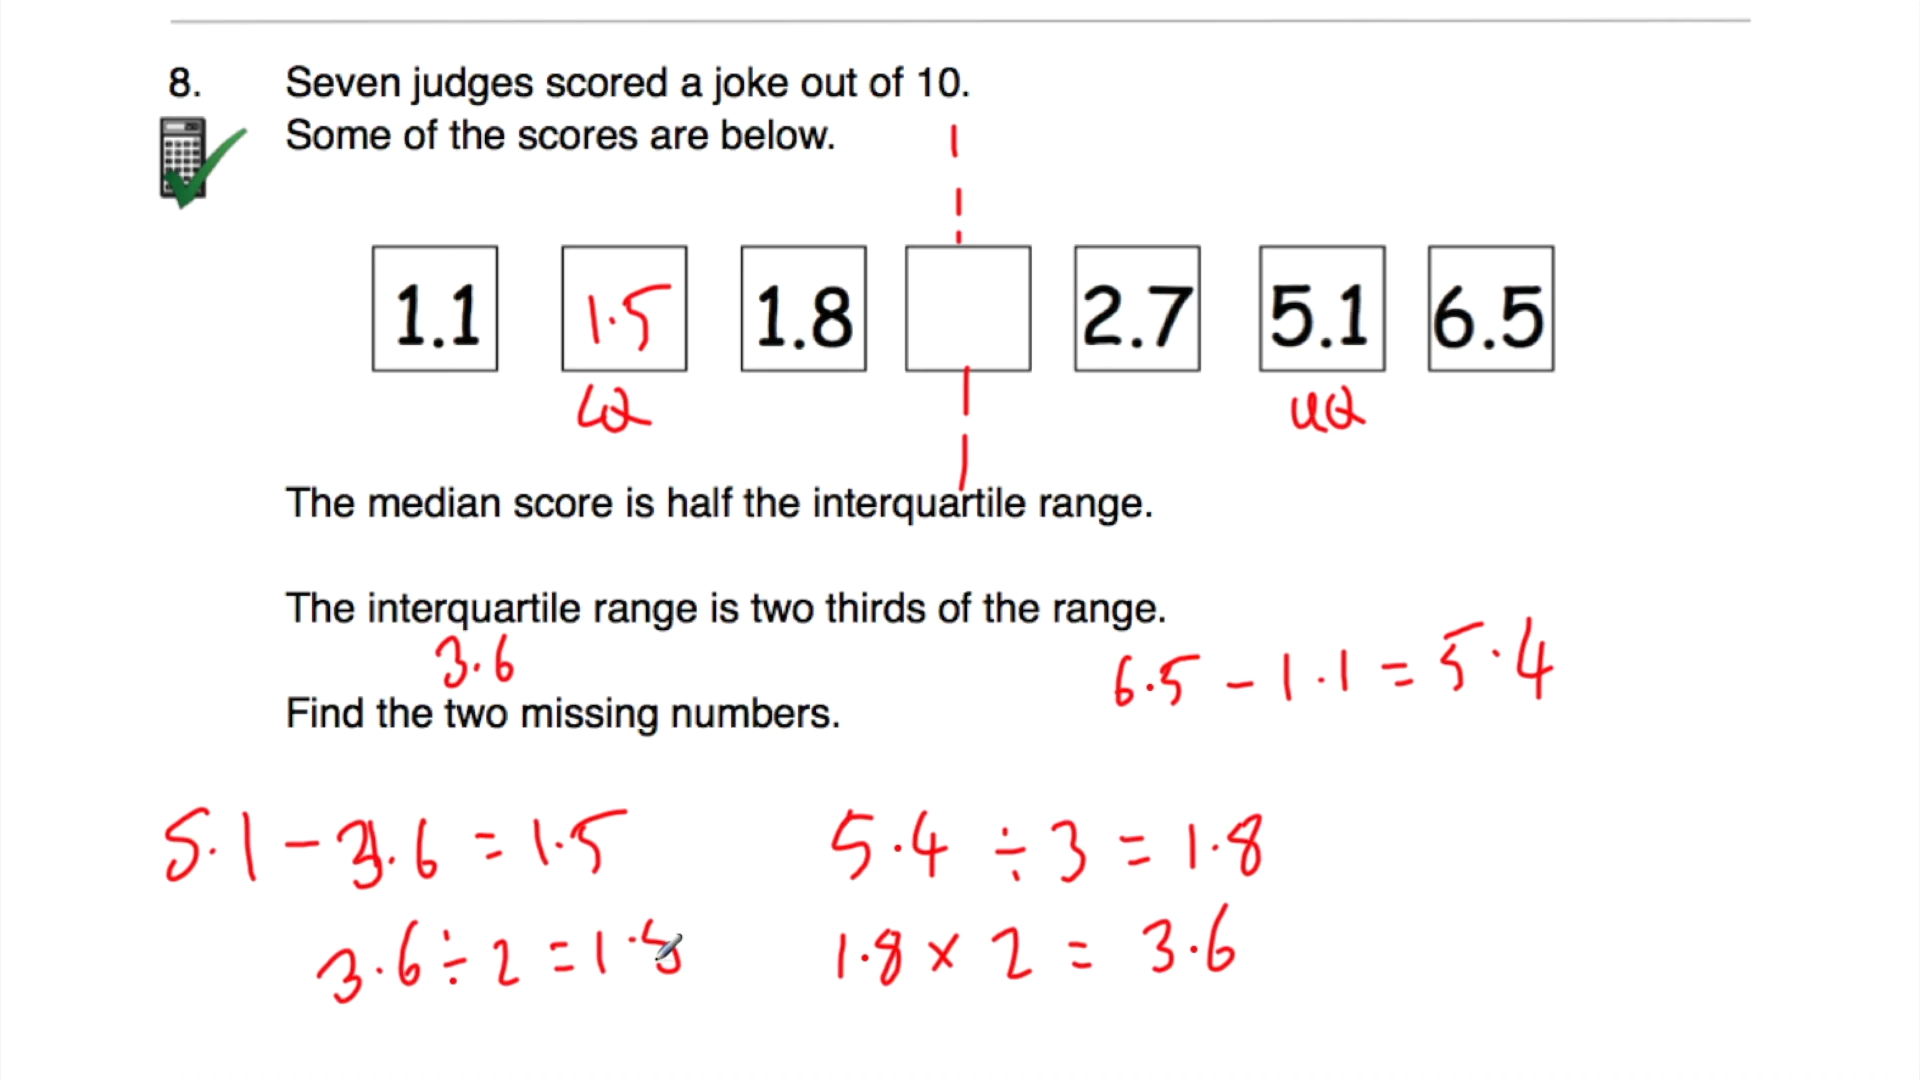 8. Seven judges scored a joke out of 10.
Some of the scores are below.
1.1 1.5 1.8 2.7 5.1 6.5
LQ UQ
The median score is half the interquartile range.
The interquartile range is two thirds of the range.
3.6
6.5 - 1.1 = 5.4
Find the two missing numbers.
5.1 - 3.6 = 1.5
5.4 ÷ 3 = 1.8
3.6 ÷ 2 = 1.
1.8 × 2 = 3.6